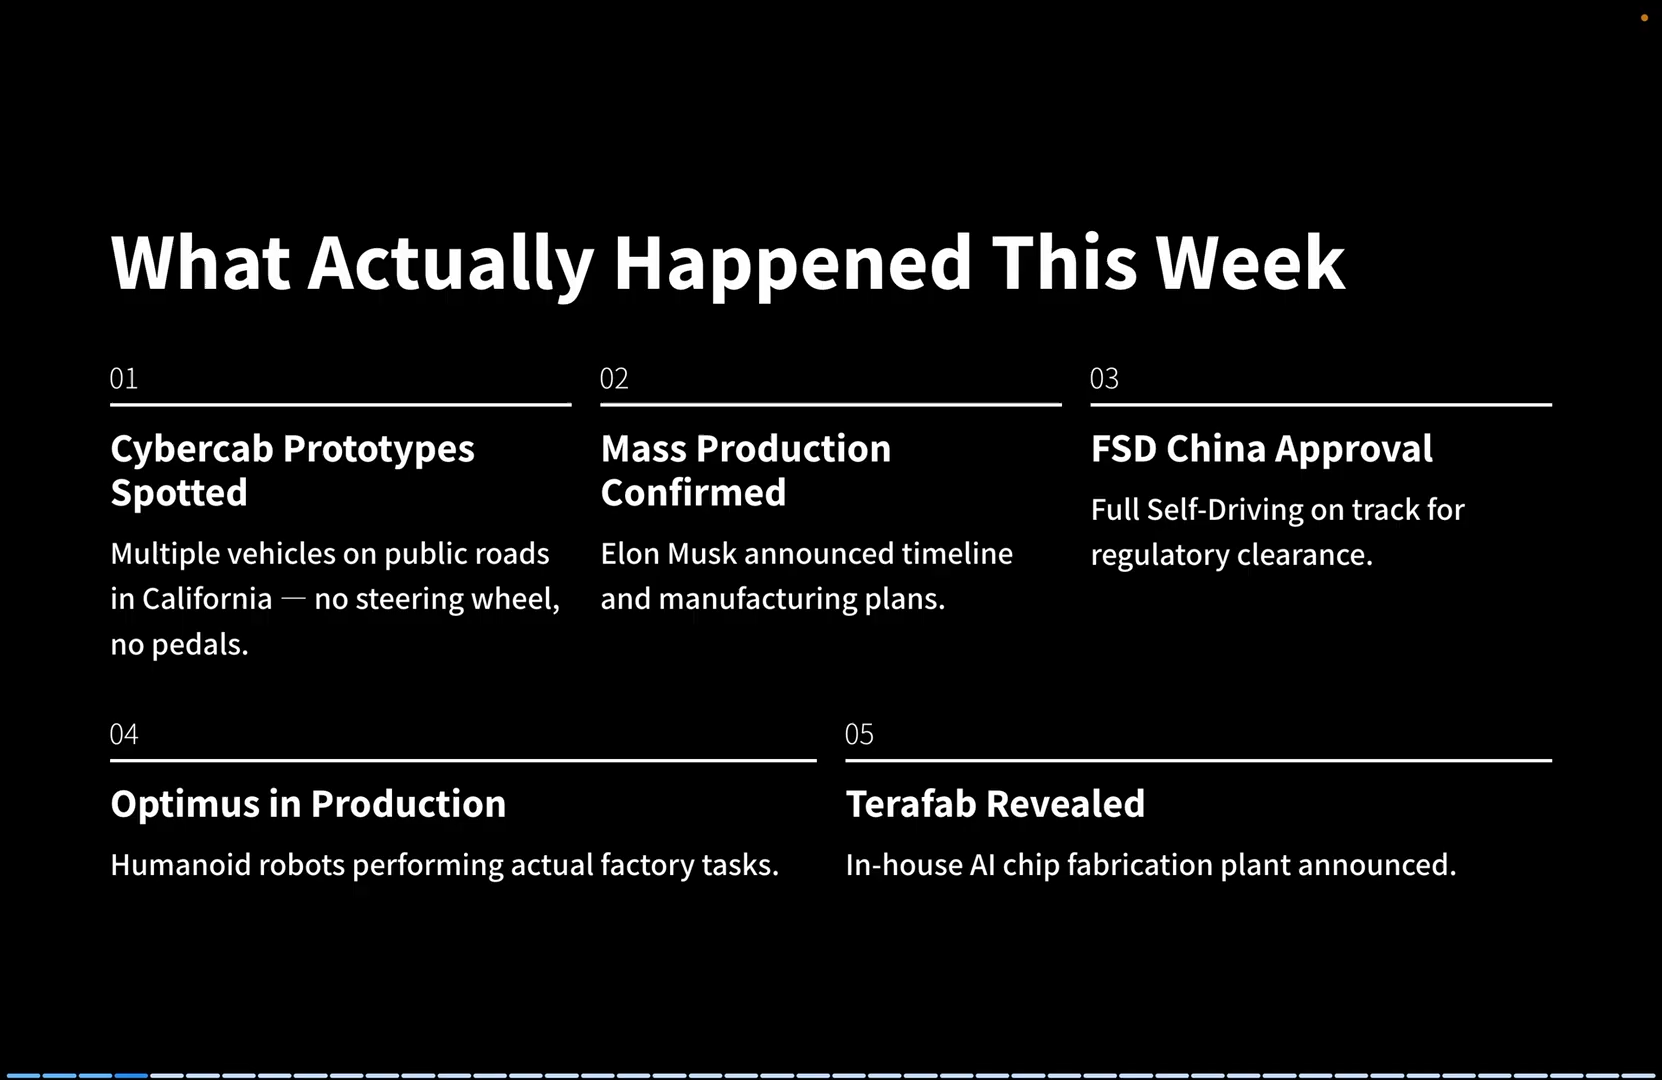 What Actually Happened This Week
01
Cybercab Prototypes
Spotted
Multiple vehicles on public roads
in California — no steering wheel,
no pedals.
02
Mass Production
Confirmed
Elon Musk announced timeline
and manufacturing plans.
03
FSD China Approval
Full Self-Driving on track for
regulatory clearance.
04
Optimus in Production
Humanoid robots performing actual factory tasks.
05
Terafab Revealed
In-house AI chip fabrication plant announced.